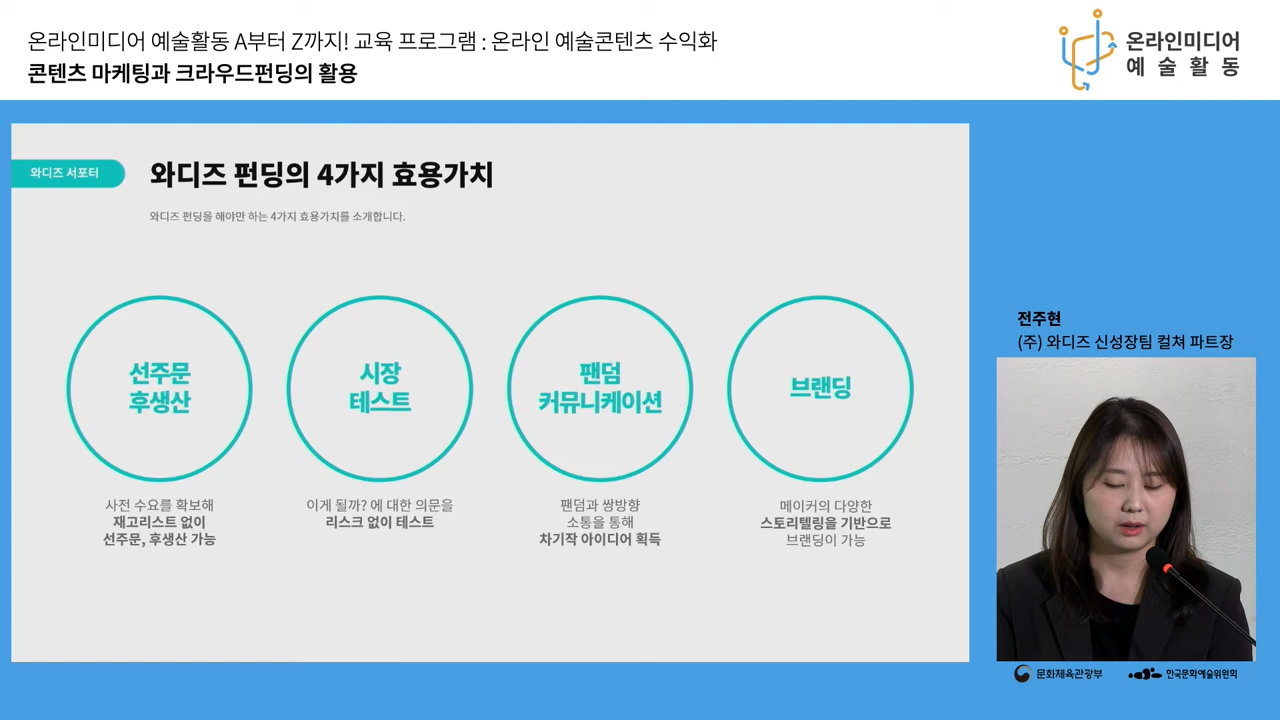 온라인미디어 예술활동 A부터 Z까지! 교육 프로그램 : 온라인 예술콘텐츠 수익화
콘텐츠 마케팅과 크라우드펀딩의 활용
온라인미디어
예술활동
와디즈 서포터
와디즈 펀딩의 4가지 효용가치
와디즈 펀딩을 해야만 하는 4가지 효용가치를 소개합니다.
선주문
후생산
사전 수요를 확보해
재고리스트 없이
선주문, 후생산 가능
시장
테스트
이게 될까? 에 대한 의문을
리스크 없이 테스트
팬덤
커뮤니케이션
팬덤과 쌍방향
소통을 통해
차기작 아이디어 획득
브랜딩
메이커의 다양한
스토리텔링을 기반으로
브랜딩이 가능
전주현
(주) 와디즈 신성장팀 컬쳐 파트장
문화체육관광부
한국문화예술위원회